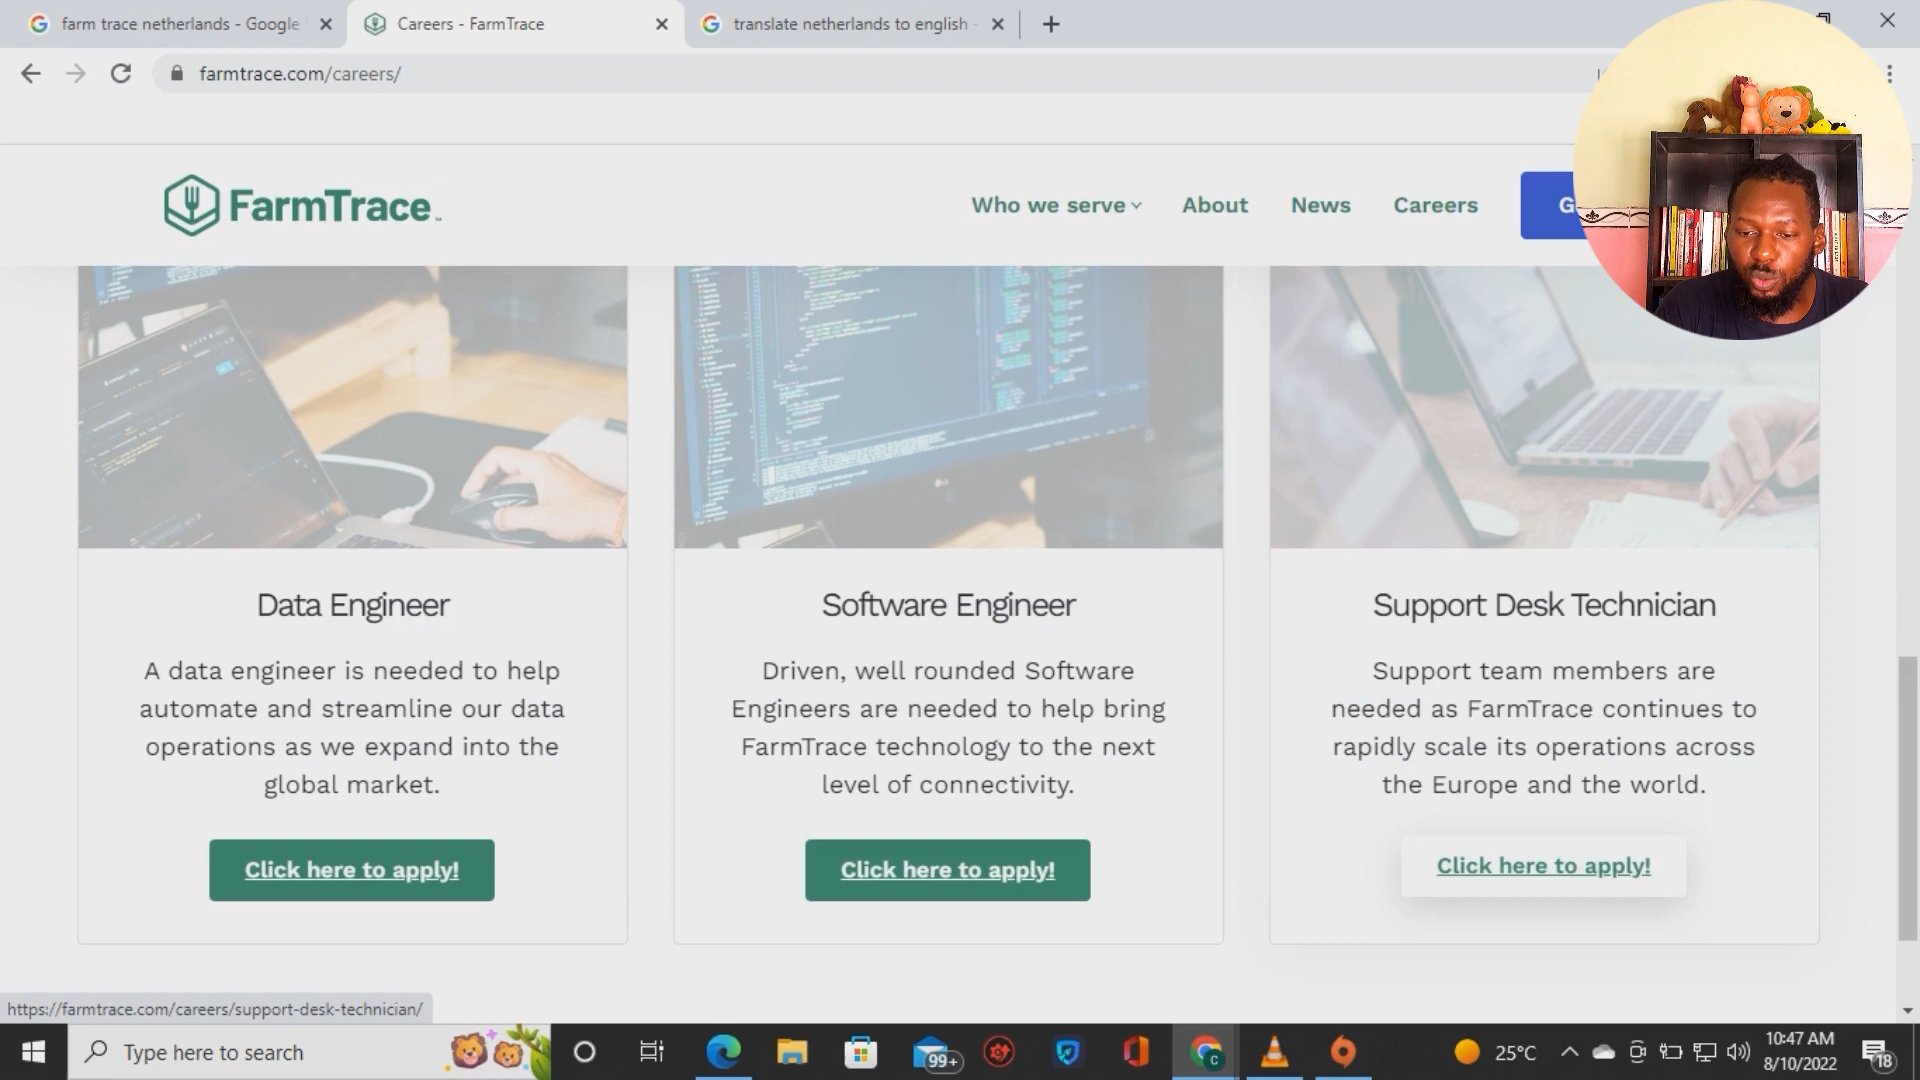 farm trace netherlands - Google
Careers - FarmTrace
translate netherlands to english -
farmtrace.com/careers/
FarmTrace
Who we serve
About
News
Careers
G
Data Engineer
A data engineer is needed to help
automate and streamline our data
operations as we expand into the
global market.
Click here to apply!
Software Engineer
Driven, well rounded Software
Engineers are needed to help bring
FarmTrace technology to the next
level of connectivity.
Click here to apply!
Support Desk Technician
Support team members are
needed as FarmTrace continues to
rapidly scale its operations across
the Europe and the world.
Click here to apply!
https://farmtrace.com/careers/support-desk-technician/
Type here to search
99+
C
25°C
10:47 AM
8/10/2022
18